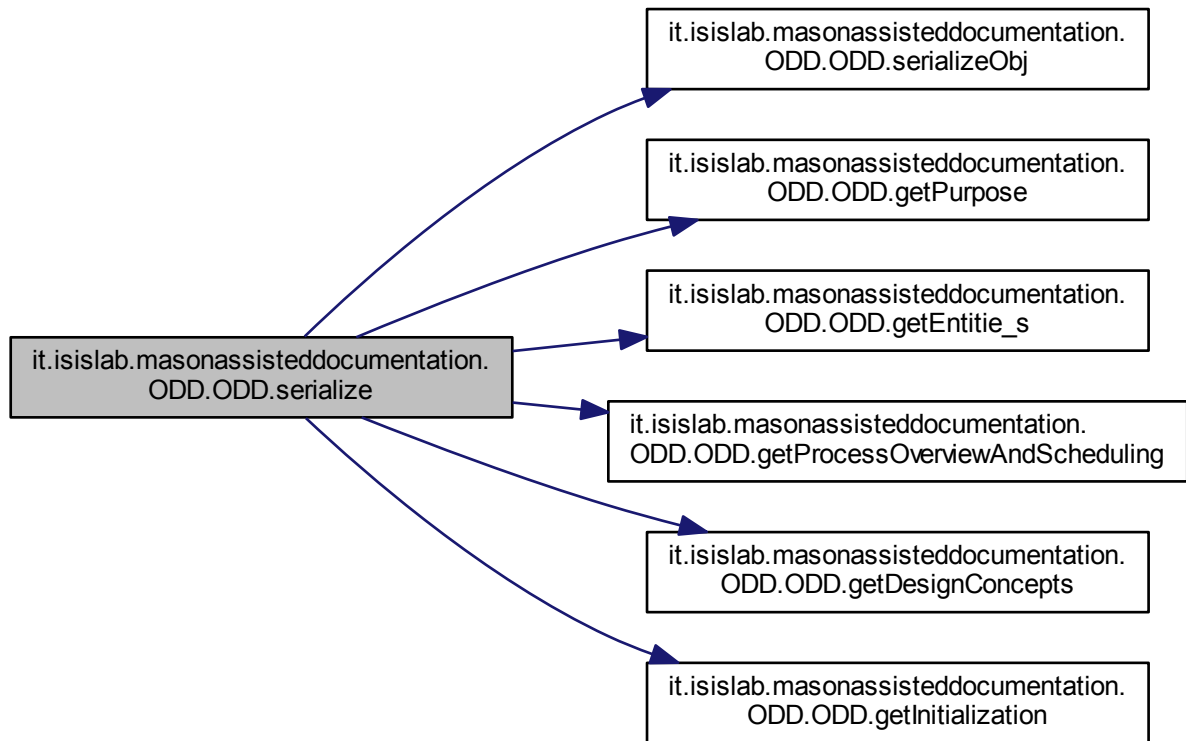 it.isislab.masonassisteddocumentation.
ODD.ODD.serializeObj
it.isislab.masonassisteddocumentation.
ODD.ODD.getPurpose
it.isislab.masonassisteddocumentation.
ODD.ODD.getEntitie_s
it.isislab.masonassisteddocumentation.
ODD.ODD.serialize
it.isislab.masonassisteddocumentation.
ODD.ODD.getProcessOverviewAndScheduling
it.isislab.masonassisteddocumentation.
ODD.ODD.getDesignConcepts
it.isislab.masonassisteddocumentation.
ODD.ODD.getInitialization